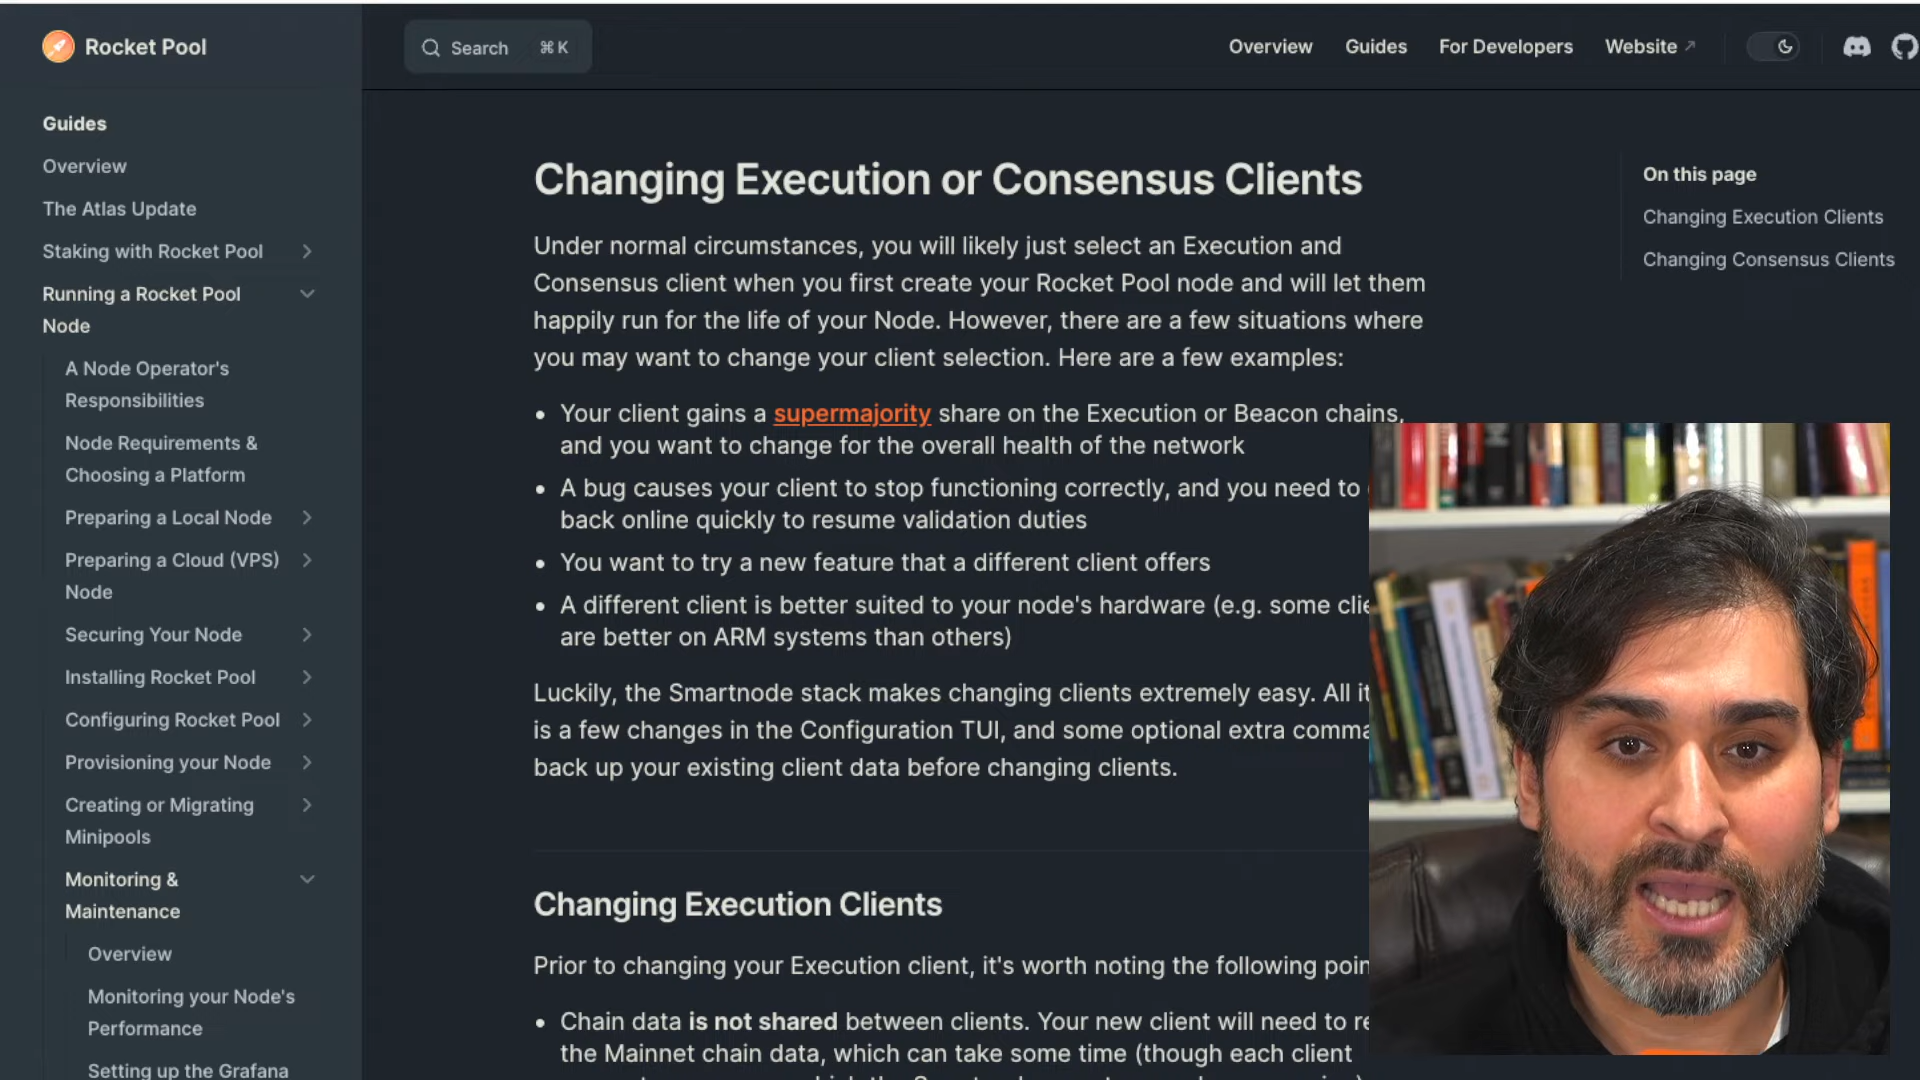 Rocket Pool
Search ⌘ K
Overview
Guides
For Developers
Website ↗
Guides
Overview
The Atlas Update
Staking with Rocket Pool
Running a Rocket Pool
Node
A Node Operator's
Responsibilities
Node Requirements &
Choosing a Platform
Preparing a Local Node
Preparing a Cloud (VPS)
Node
Securing Your Node
Installing Rocket Pool
Configuring Rocket Pool
Provisioning your Node
Creating or Migrating
Minipools
Monitoring &
Maintenance
Overview
Monitoring your Node's
Performance
Setting up the Grafana
Changing Execution or Consensus Clients
Under normal circumstances, you will likely just select an Execution and
Consensus client when you first create your Rocket Pool node and will let them
happily run for the life of your Node. However, there are a few situations where
you may want to change your client selection. Here are a few examples:
• Your client gains a supermajority share on the Execution or Beacon chains,
and you want to change for the overall health of the network
• A bug causes your client to stop functioning correctly, and you need to
back online quickly to resume validation duties
• You want to try a new feature that a different client offers
• A different client is better suited to your node's hardware (e.g. some
are better on ARM systems than others)
Luckily, the Smartnode stack makes changing clients extremely easy. All it
is a few changes in the Configuration TUI, and some optional extra
back up your existing client data before changing clients.
Changing Execution Clients
Prior to changing your Execution client, it's worth noting the following
• Chain data is not shared between clients. Your new client will need to
the Mainnet chain data, which can take some time (though each client
On this page
Changing Execution Clients
Changing Consensus Clients